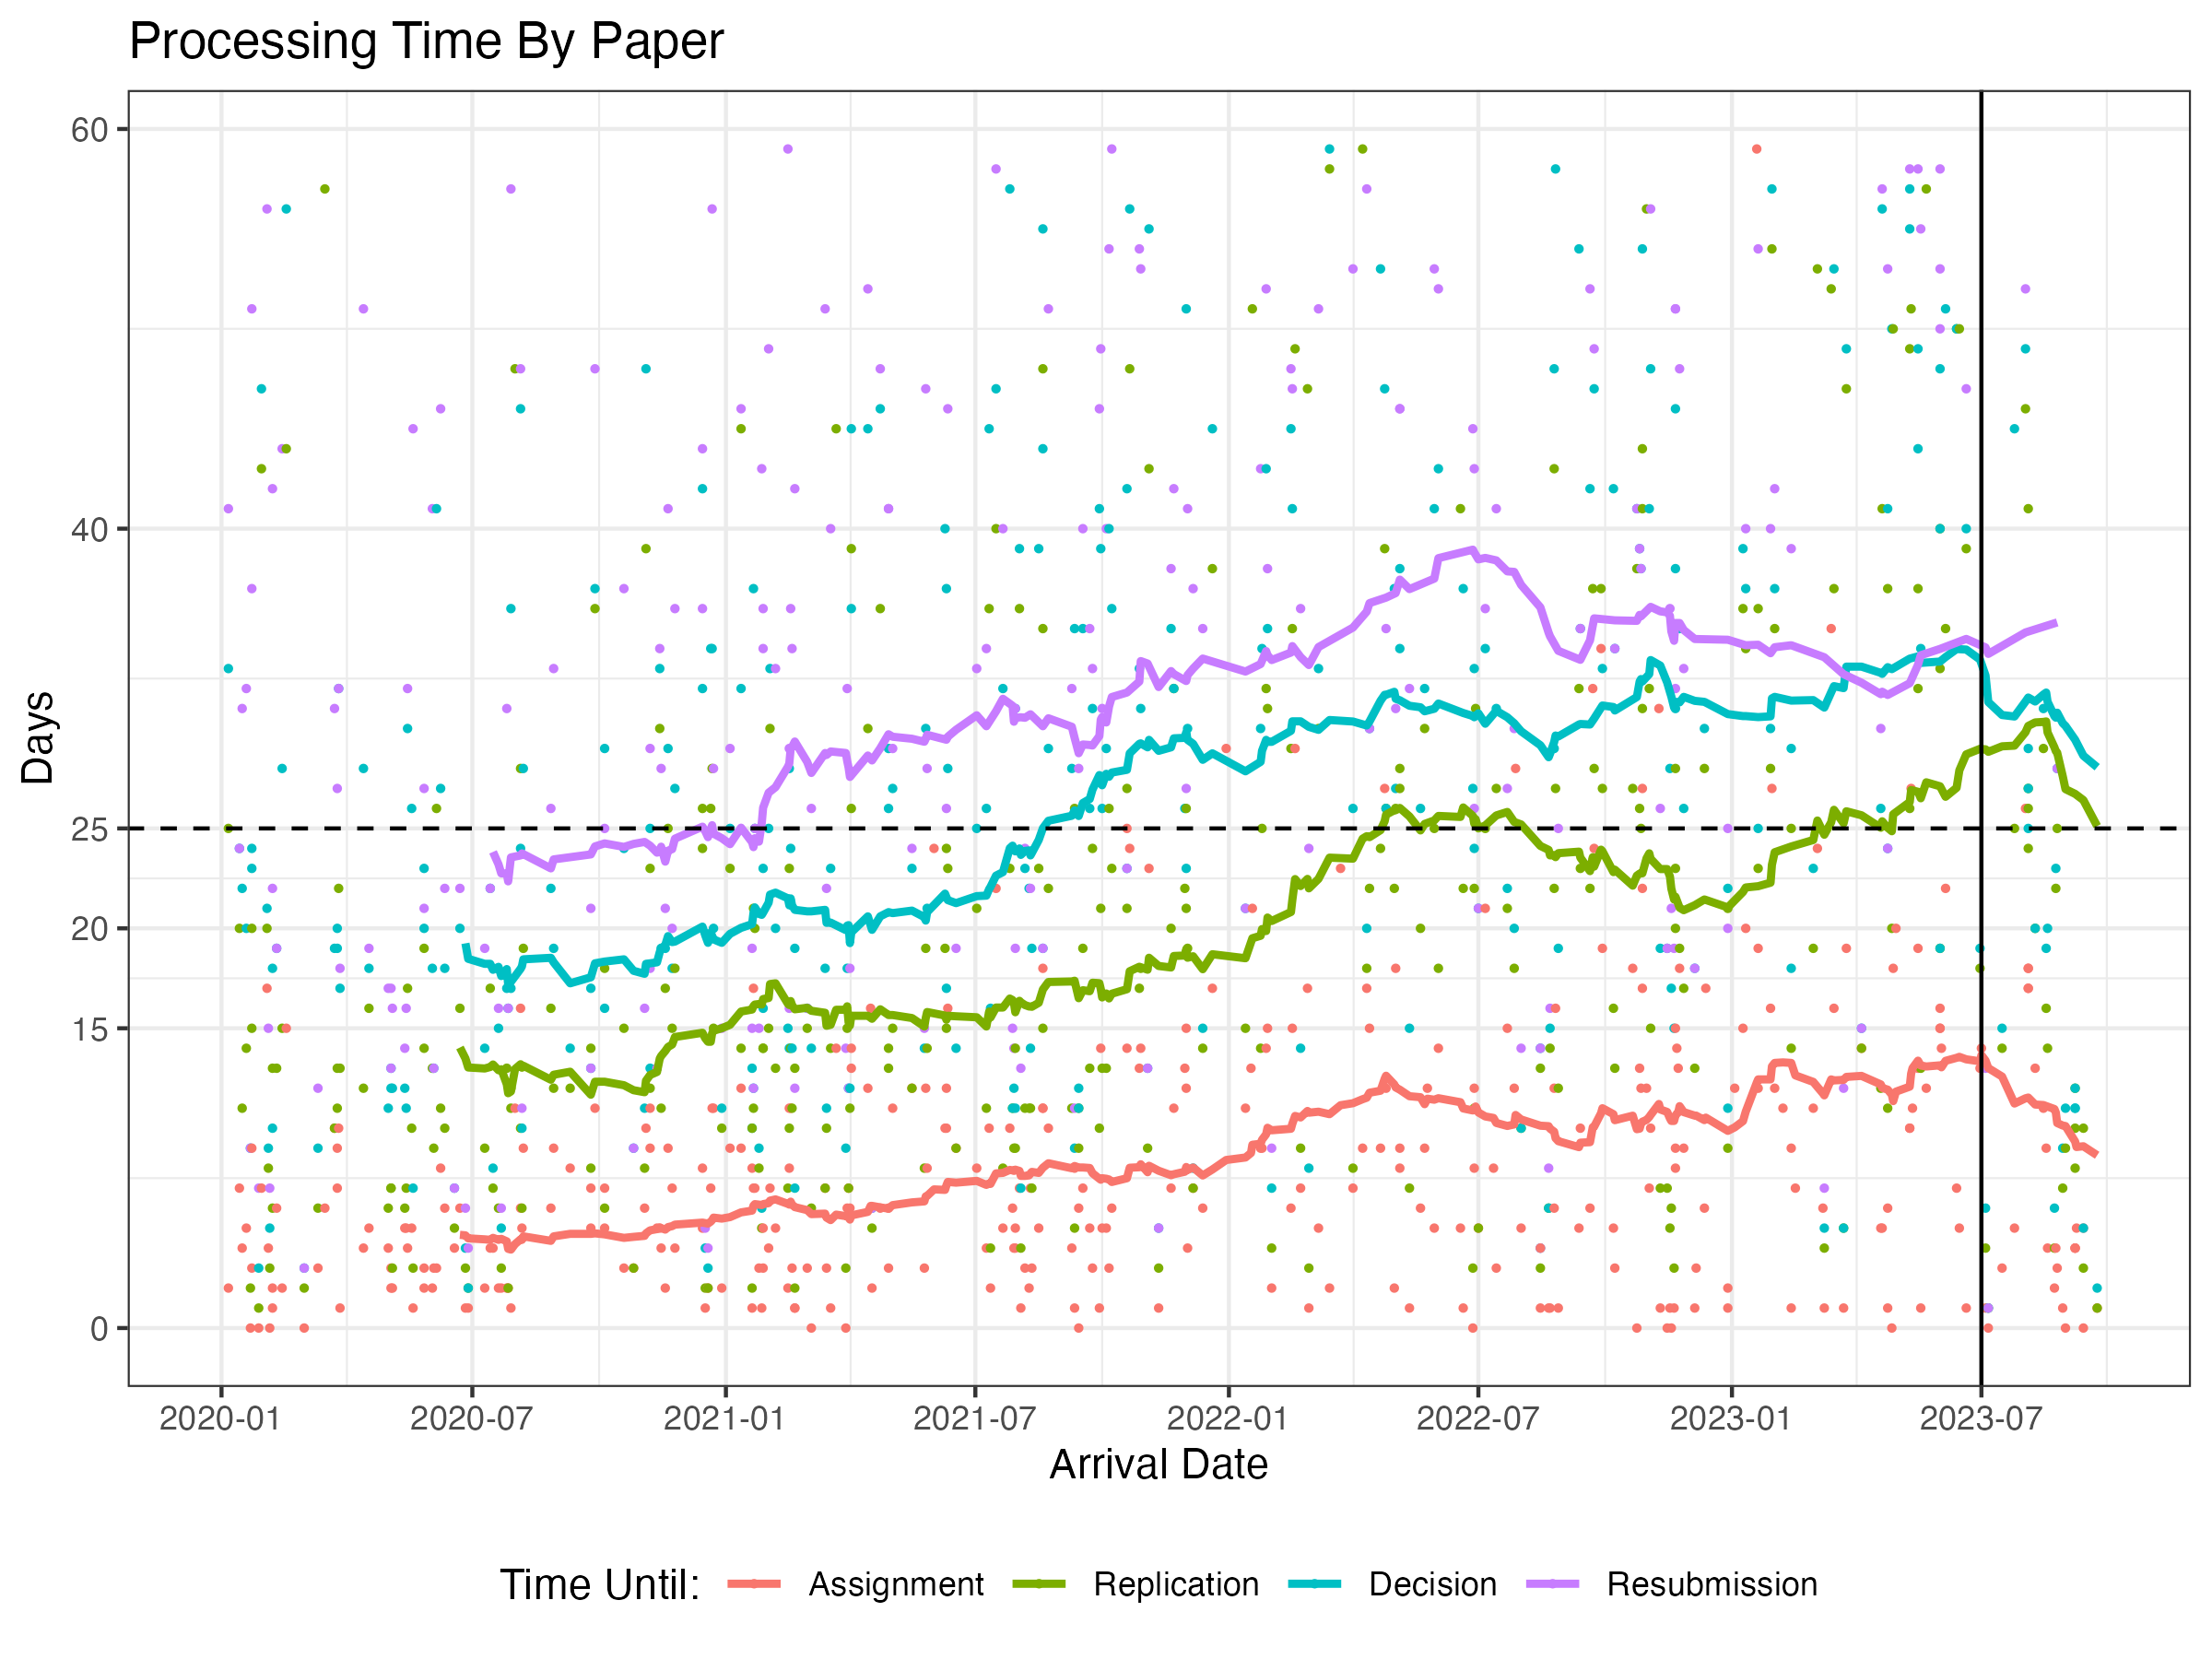 Processing Time By Paper
Days
60
40
25
20
15
0
2020-01 2020-07 2021-01 2021-07 2022-01 2022-07 2023-01 2023-07
Arrival Date
Time Until: Assignment Replication Decision Resubmission